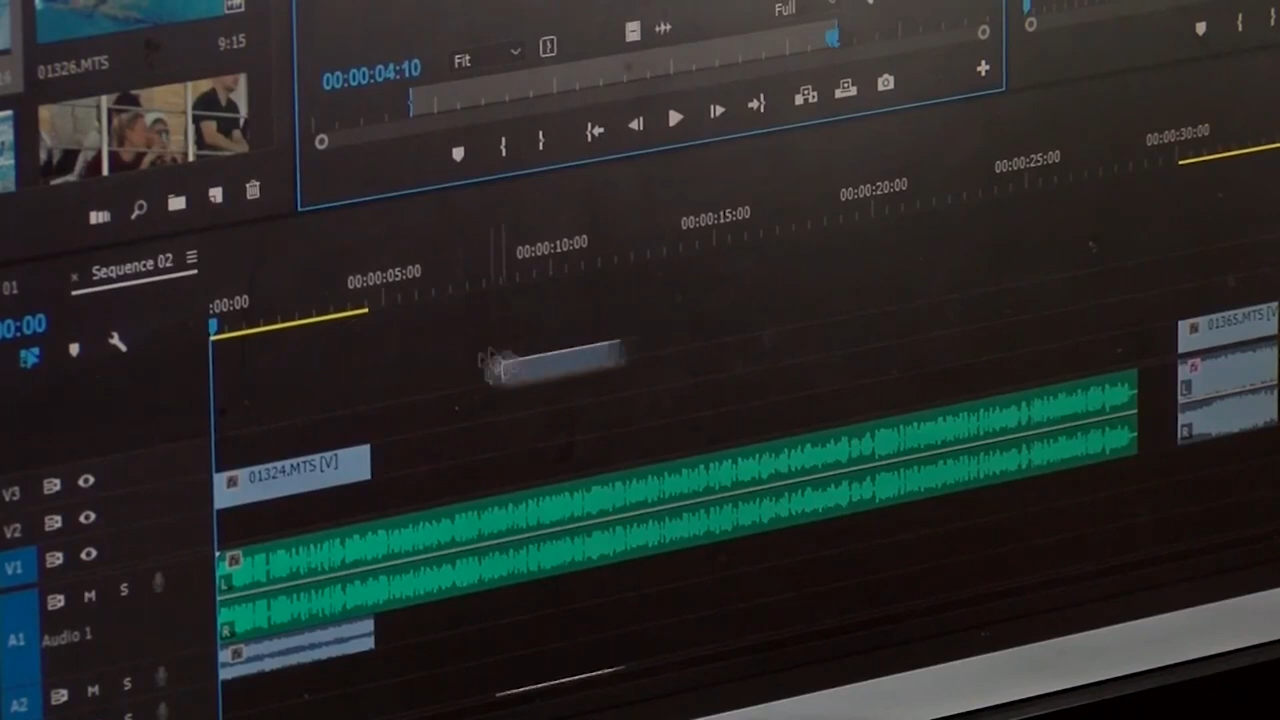 Full
Fit
00:00:04:10
9:15
01326.MTS
00:00:30:00
00:00:25:00
00:00:20:00
00:00:15:00
00:00:10:00
00:00:05:00
:00:00
01
× Sequence 02
00:00
01365.MTS [V
L
R
01324.MTS [V]
V3
V2
V1
L
R
M S
A1 Audio 1
A2 M S